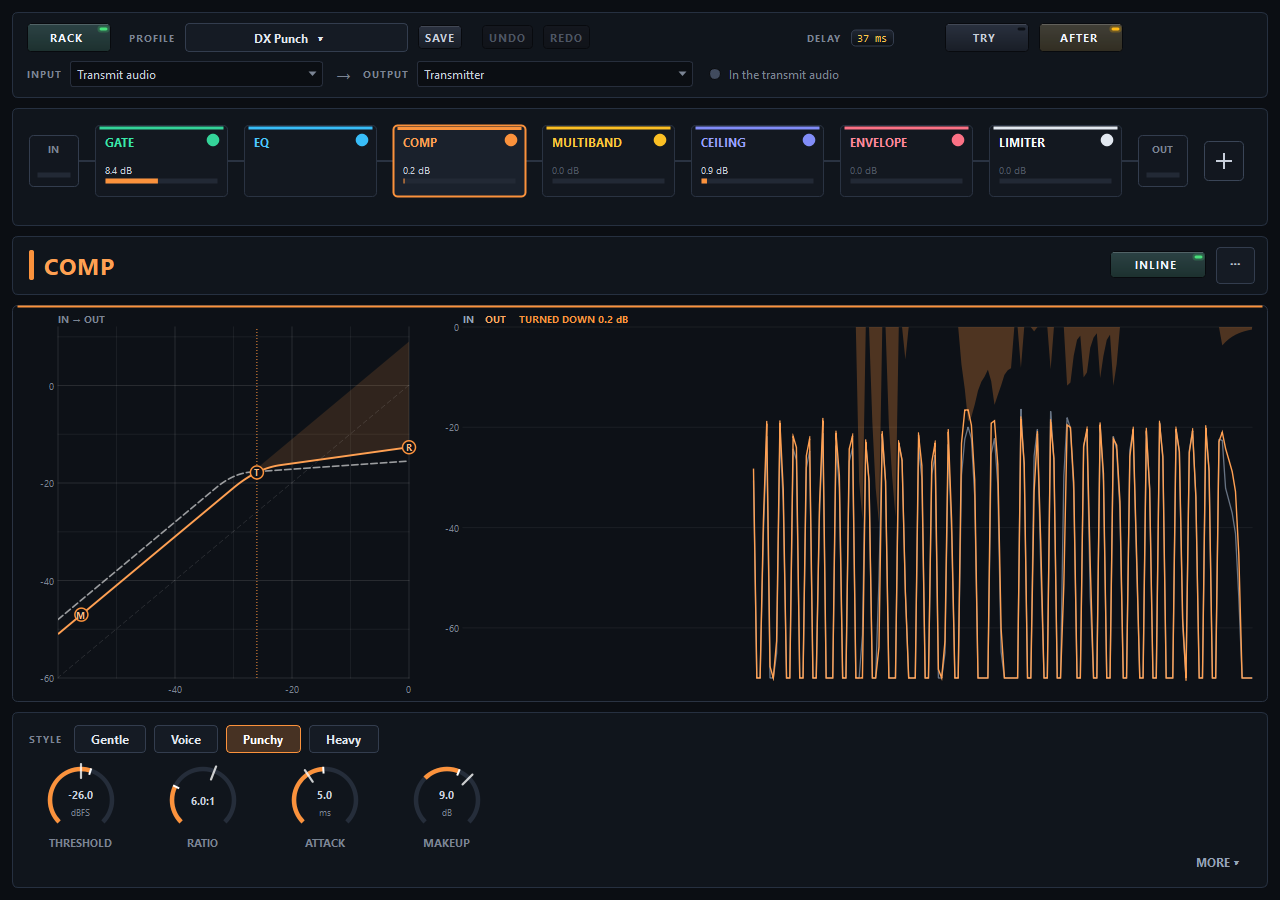 RACK PROFILE DX Punch ▾ SAVE UNDO REDO DELAY 37 ms TRY AFTER
INPUT Transmit audio → OUTPUT Transmitter In the transmit audio
IN GATE EQ COMP MULTIBAND CEILING ENVELOPE LIMITER OUT +
8.4 dB 0.2 dB 0.0 dB 0.9 dB 0.0 dB 0.0 dB
COMP INLINE ...
IN → OUT IN OUT TURNED DOWN 0.2 dB
0
0
-20
-20
-40
-40
-60
-60
-40 -20 0
M T R
STYLE Gentle Voice Punchy Heavy
-26.0 6.0:1 5.0 9.0
dBFS ms dB
THRESHOLD RATIO ATTACK MAKEUP
MORE ▾